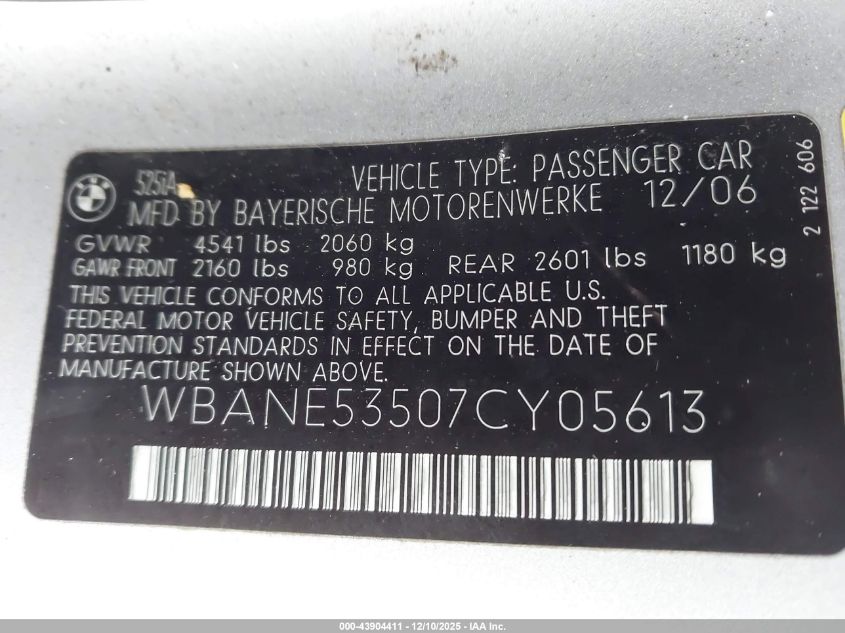 BMW
525iA
VEHICLE TYPE: PASSENGER CAR
MFD BY BAYERISCHE MOTORENWERKE 12/06
GVWR 4541 lbs 2060 kg
GAWR FRONT 2160 lbs 980 kg REAR 2601 lbs 1180 kg
THIS VEHICLE CONFORMS TO ALL APPLICABLE U.S.
FEDERAL MOTOR VEHICLE SAFETY, BUMPER AND THEFT
PREVENTION STANDARDS IN EFFECT ON THE DATE OF
MANUFACTURE SHOWN ABOVE.
WBANE53507CY05613
2 122 606
000-43904411 - 12/10/2025 - IAA Inc.